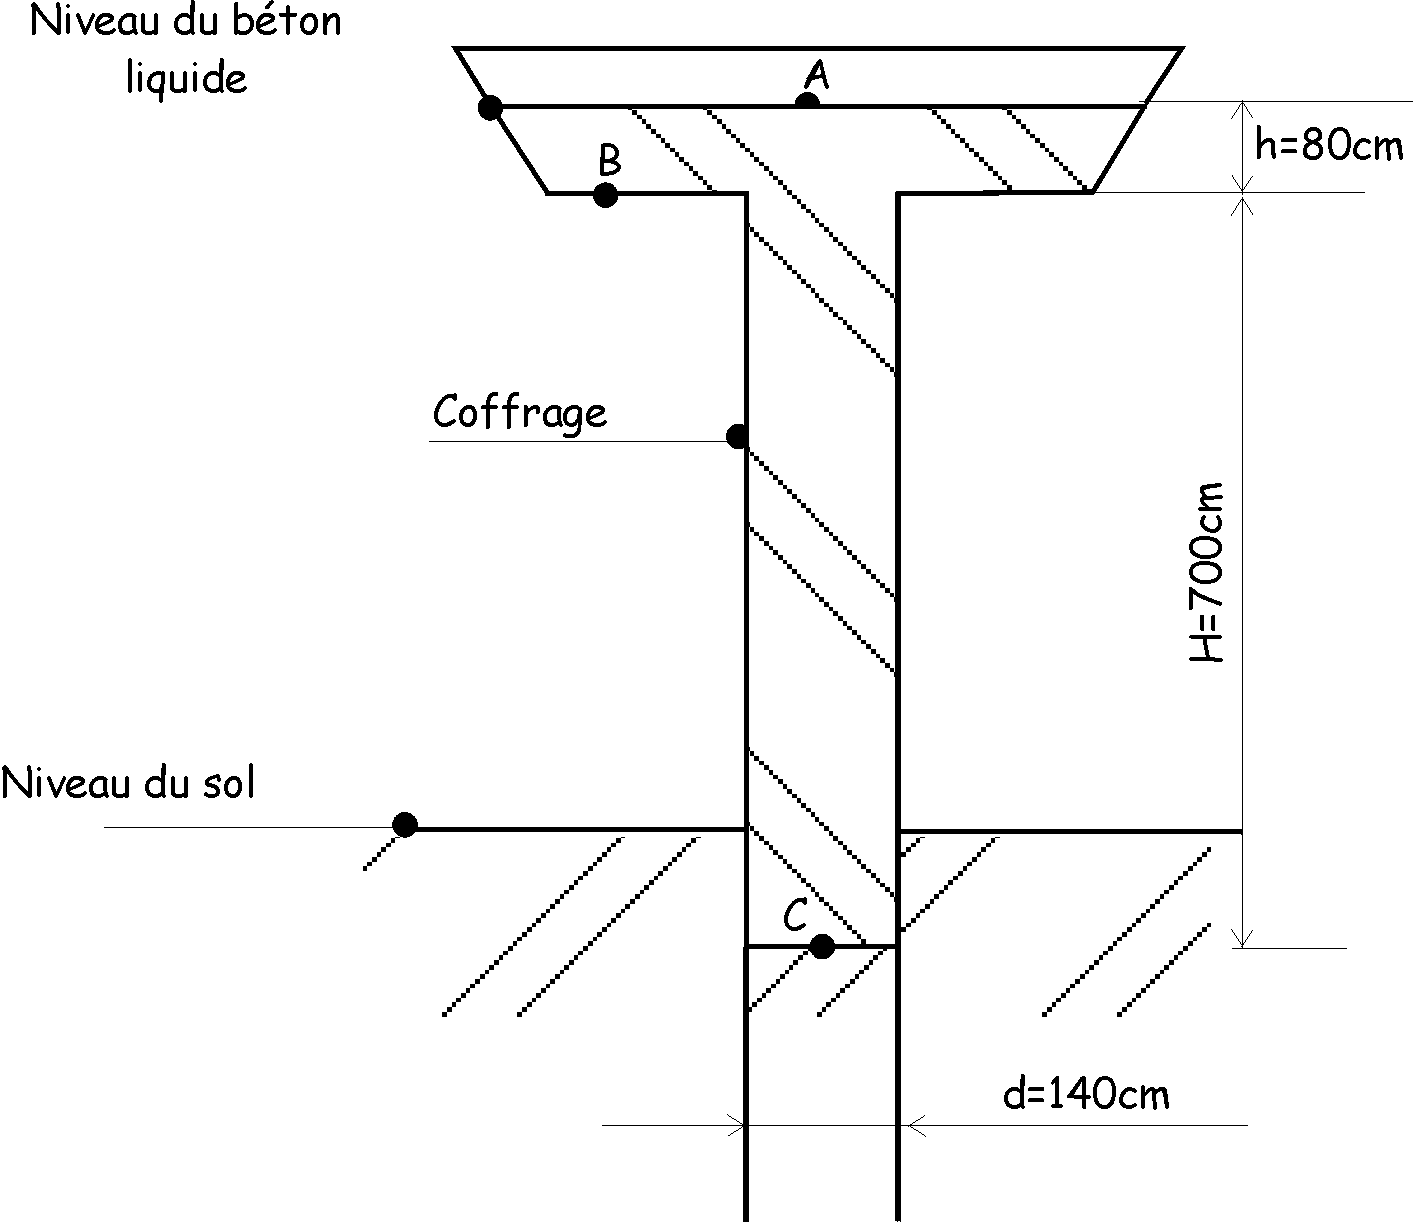 Niveau du béton
liquide
A
h=80cm
B
Coffrage
H=700cm
Niveau du sol
C
d=140cm